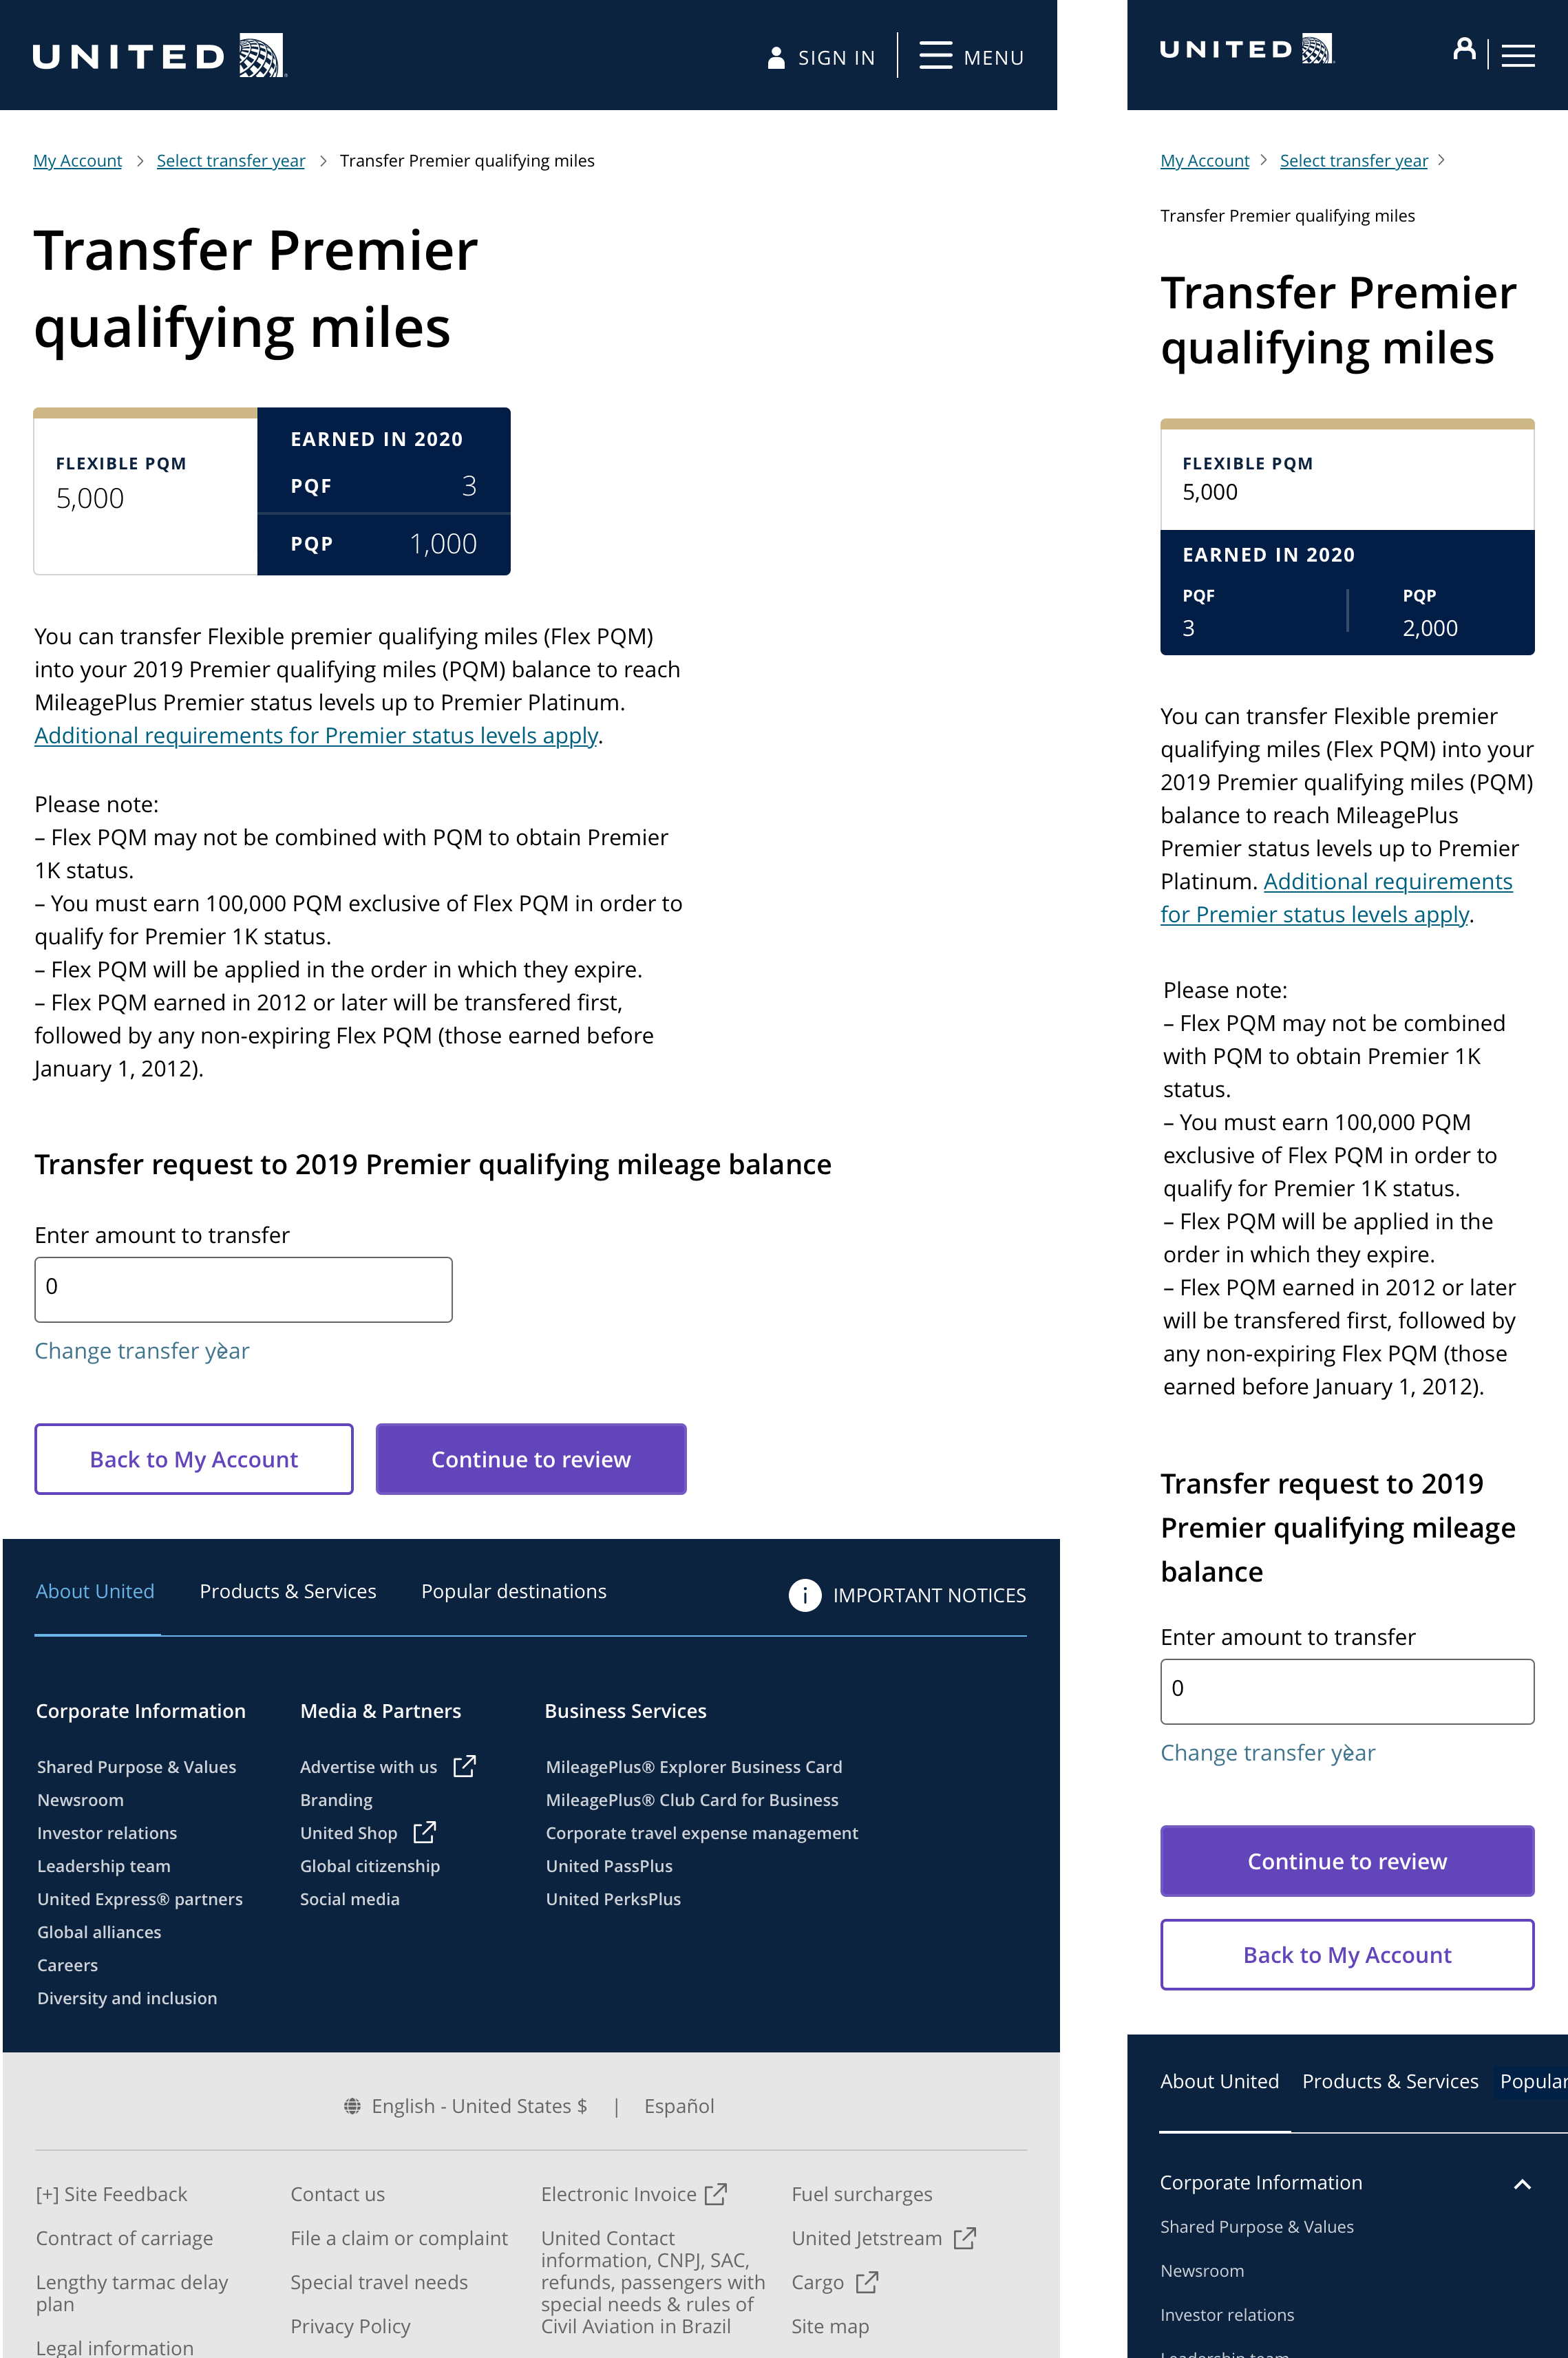 UNITED
SIGN IN
MENU
My Account > Select transfer year > Transfer Premier qualifying miles
Transfer Premier
qualifying miles
FLEXIBLE PQM
5,000
EARNED IN 2020
PQF 3
PQP 1,000
You can transfer Flexible premier qualifying miles (Flex PQM)
into your 2019 Premier qualifying miles (PQM) balance to reach
MileagePlus Premier status levels up to Premier Platinum.
Additional requirements for Premier status levels apply.
Please note:
– Flex PQM may not be combined with PQM to obtain Premier
1K status.
– You must earn 100,000 PQM exclusive of Flex PQM in order to
qualify for Premier 1K status.
– Flex PQM will be applied in the order in which they expire.
– Flex PQM earned in 2012 or later will be transfered first,
followed by any non-expiring Flex PQM (those earned before
January 1, 2012).
Transfer request to 2019 Premier qualifying mileage balance
Enter amount to transfer
0
Change transfer year
Back to My Account
Continue to review
About United
Products & Services
Popular destinations
IMPORTANT NOTICES
Corporate Information
Shared Purpose & Values
Newsroom
Investor relations
Leadership team
United Express® partners
Global alliances
Careers
Diversity and inclusion
Media & Partners
Advertise with us
Branding
United Shop
Global citizenship
Social media
Business Services
MileagePlus® Explorer Business Card
MileagePlus® Club Card for Business
Corporate travel expense management
United PassPlus
United PerksPlus
English - United States $ | Español
[+] Site Feedback
Contract of carriage
Lengthy tarmac delay
plan
Legal information
Contact us
File a claim or complaint
Special travel needs
Privacy Policy
Electronic Invoice
United Contact
information, CNPJ, SAC,
refunds, passengers with
special needs & rules of
Civil Aviation in Brazil
Fuel surcharges
United Jetstream
Cargo
Site map
UNITED
My Account > Select transfer year >
Transfer Premier qualifying miles
Transfer Premier
qualifying miles
FLEXIBLE PQM
5,000
EARNED IN 2020
PQF
3
PQP
2,000
You can transfer Flexible premier
qualifying miles (Flex PQM) into your
2019 Premier qualifying miles (PQM)
balance to reach MileagePlus
Premier status levels up to Premier
Platinum. Additional requirements
for Premier status levels apply.
Please note:
– Flex PQM may not be combined
with PQM to obtain Premier 1K
status.
– You must earn 100,000 PQM
exclusive of Flex PQM in order to
qualify for Premier 1K status.
– Flex PQM will be applied in the
order in which they expire.
– Flex PQM earned in 2012 or later
will be transfered first, followed by
any non-expiring Flex PQM (those
earned before January 1, 2012).
Transfer request to 2019
Premier qualifying mileage
balance
Enter amount to transfer
0
Change transfer year
Continue to review
Back to My Account
About United
Products & Services
Popular
Corporate Information
Shared Purpose & Values
Newsroom
Investor relations
Leadership team